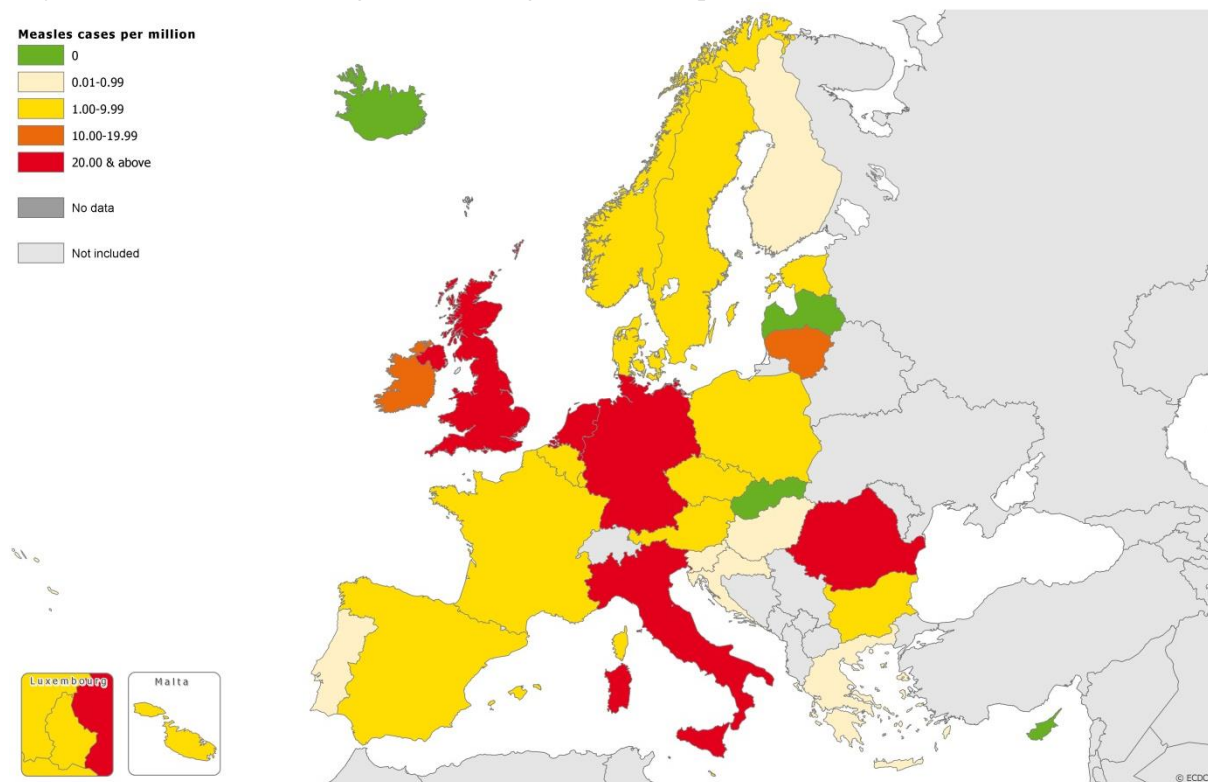 Measles cases per million
0
0.01-0.99
1.00-9.99
10.00-19.99
20.00 & above
No data
Not included
Luxembourg
Malta
© ECDC